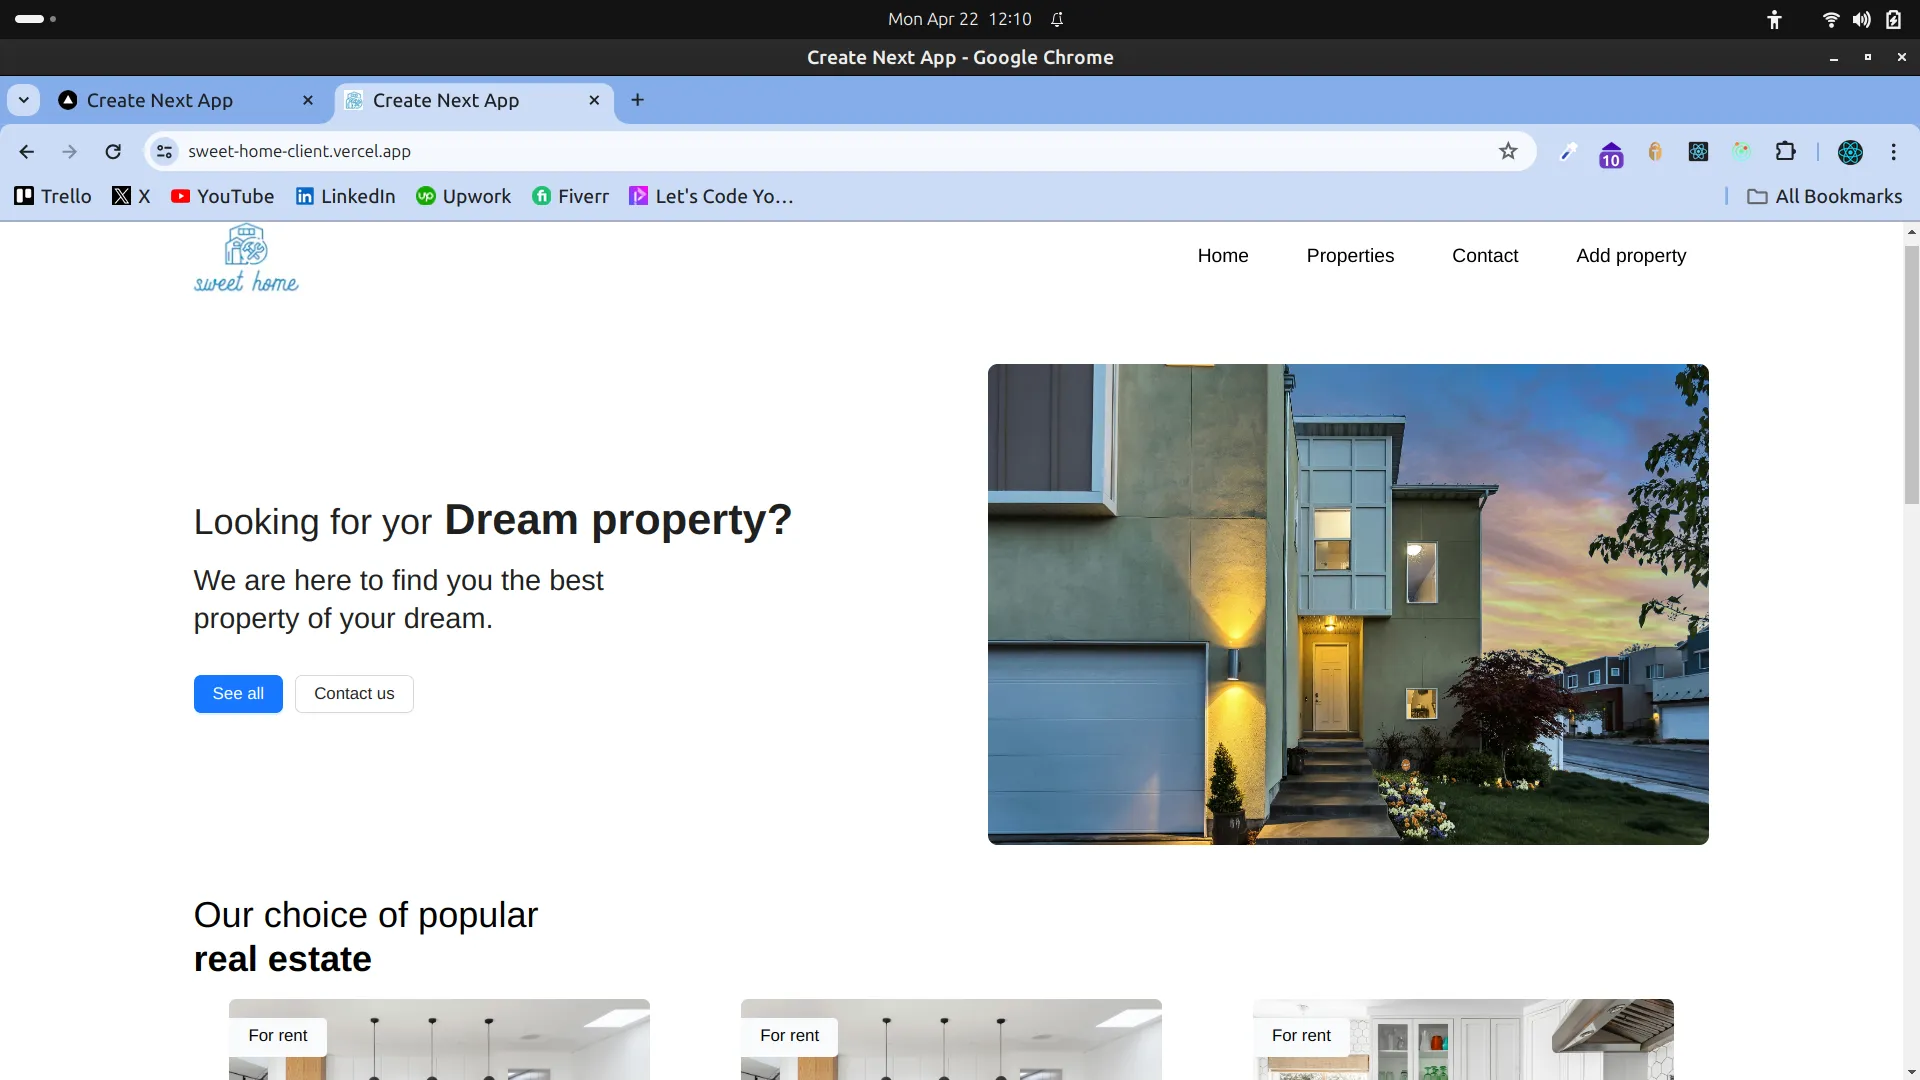 Mon Apr 22 12:10
Create Next App - Google Chrome
Create Next App
Create Next App
sweet-home-client.vercel.app
10
Trello
X
YouTube
LinkedIn
up Upwork
fi Fiverr
Let's Code Yo...
All Bookmarks
sweet home
Home
Properties
Contact
Add property
Looking for yor Dream property?
We are here to find you the best
property of your dream.
See all
Contact us
Our choice of popular
real estate
For rent
For rent
For rent